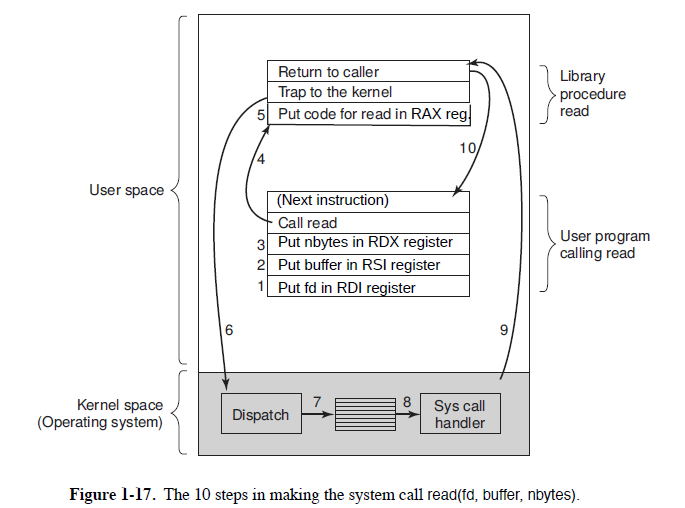 Return to caller
Trap to the kernel
5 Put code for read in RAX reg.
Library
procedure
read
4
10
User space
(Next instruction)
Call read
3 Put nbytes in RDX register
2 Put buffer in RSI register
1 Put fd in RDI register
User program
calling read
6
9
Kernel space
(Operating system)
Dispatch
7
8
Sys call
handler
Figure 1-17. The 10 steps in making the system call read(fd, buffer, nbytes).